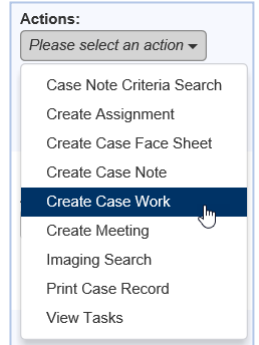 Actions:
Please select an action
Case Note Criteria Search
Create Assignment
Create Case Face Sheet
Create Case Note
Create Case Work
Create Meeting
Imaging Search
Print Case Record
View Tasks